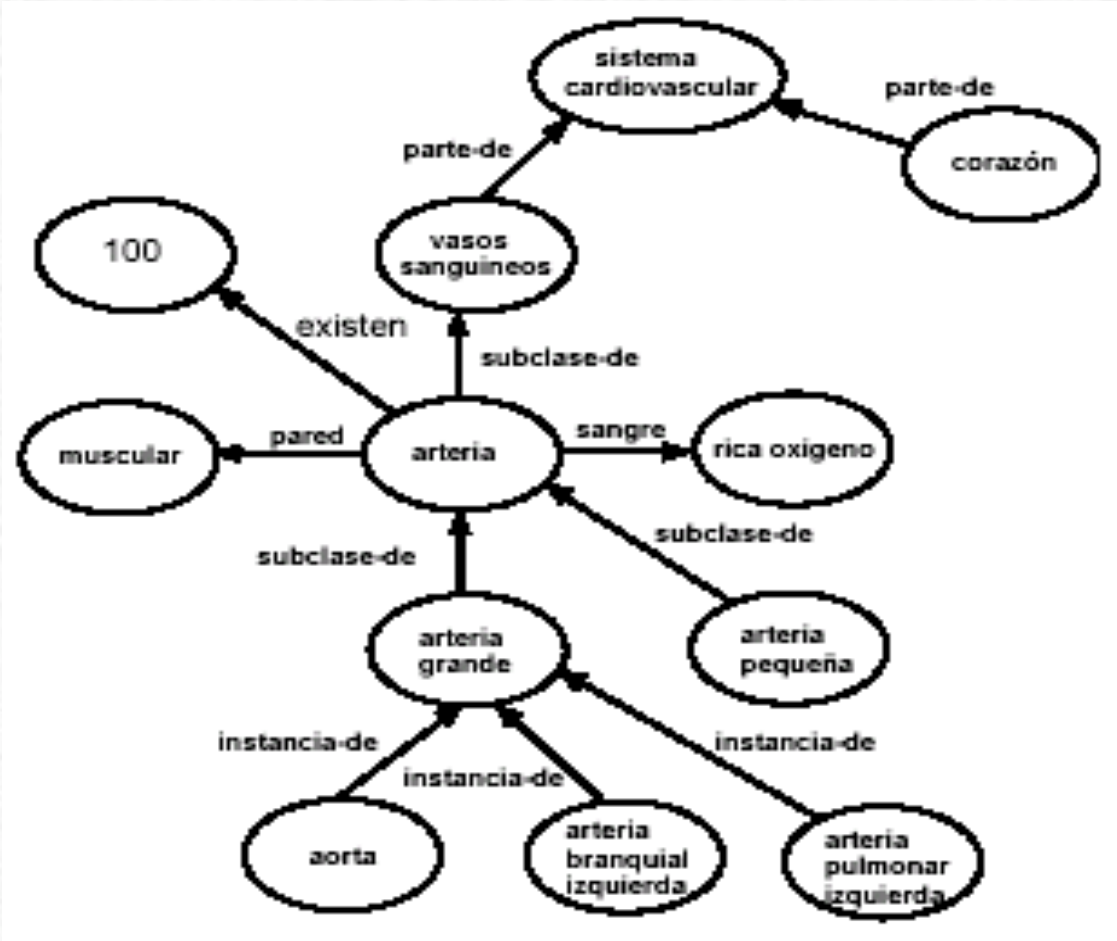 sistema
cardiovascular
parte-de
corazón
parte-de
vasos
sanguineos
100
existen
subclase-de
muscular
pared
arteria
sangre
rica oxigeno
subclase-de
subclase-de
arteria
grande
arteria
pequeña
instancia-de
instancia-de
instancia-de
aorta
arteria
branquial
izquierda
arteria
pulmonar
izquierda